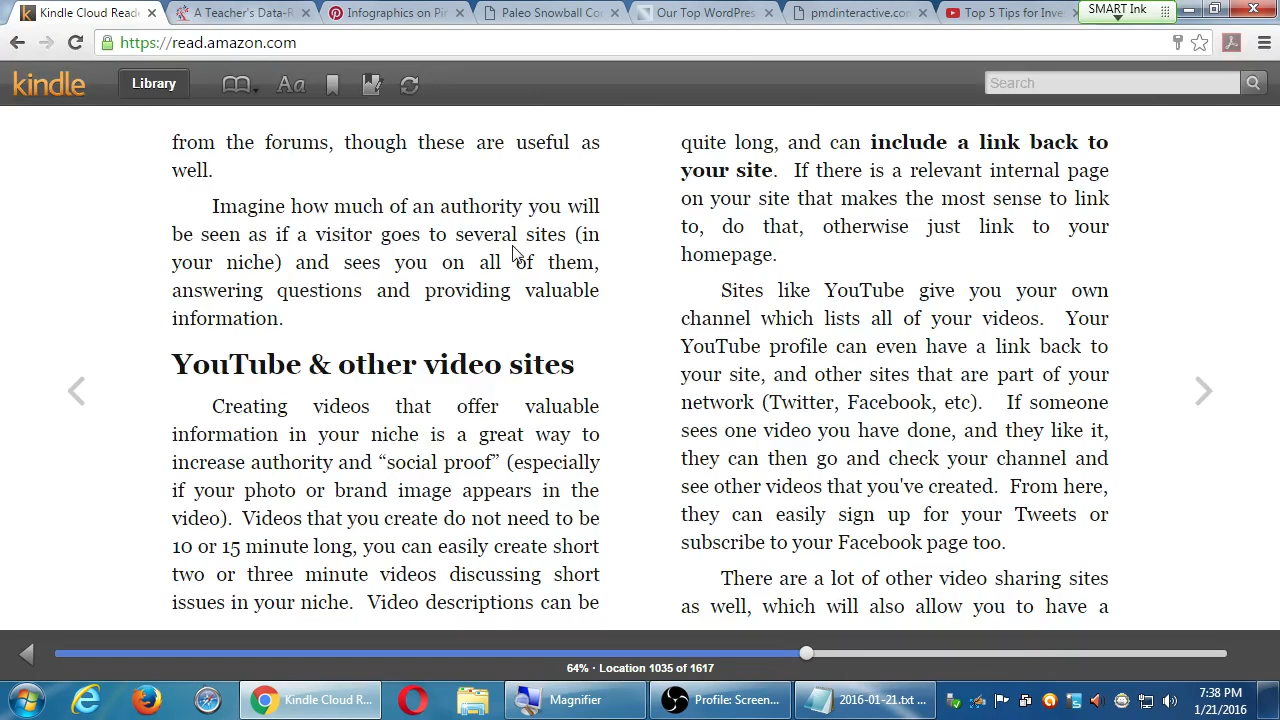 Kindle Cloud Reade
A Teacher's Data-R
Infographics on Pin
Paleo Snowball Coo
Our Top WordPres
pmdinteractive.co
Top 5 Tips for Inve
SMART Ink
https://read.amazon.com
kindle
Library
Aa
Search
from the forums, though these are useful as
well.
Imagine how much of an authority you will
be seen as if a visitor goes to several sites (in
your niche) and sees you on all of them,
answering questions and providing valuable
information.
YouTube & other video sites
Creating videos that offer valuable
information in your niche is a great way to
increase authority and “social proof” (especially
if your photo or brand image appears in the
video). Videos that you create do not need to be
10 or 15 minute long, you can easily create short
two or three minute videos discussing short
issues in your niche. Video descriptions can be
quite long, and can include a link back to
your site. If there is a relevant internal page
on your site that makes the most sense to link
to, do that, otherwise just link to your
homepage.
Sites like YouTube give you your own
channel which lists all of your videos. Your
YouTube profile can even have a link back to
your site, and other sites that are part of your
network (Twitter, Facebook, etc). If someone
sees one video you have done, and they like it,
they can then go and check your channel and
see other videos that you've created. From here,
they can easily sign up for your Tweets or
subscribe to your Facebook page too.
There are a lot of other video sharing sites
as well, which will also allow you to have a
64% · Location 1035 of 1617
Kindle Cloud R...
Magnifier
Profile: Screen...
2016-01-21.txt ...
7:38 PM
1/21/2016